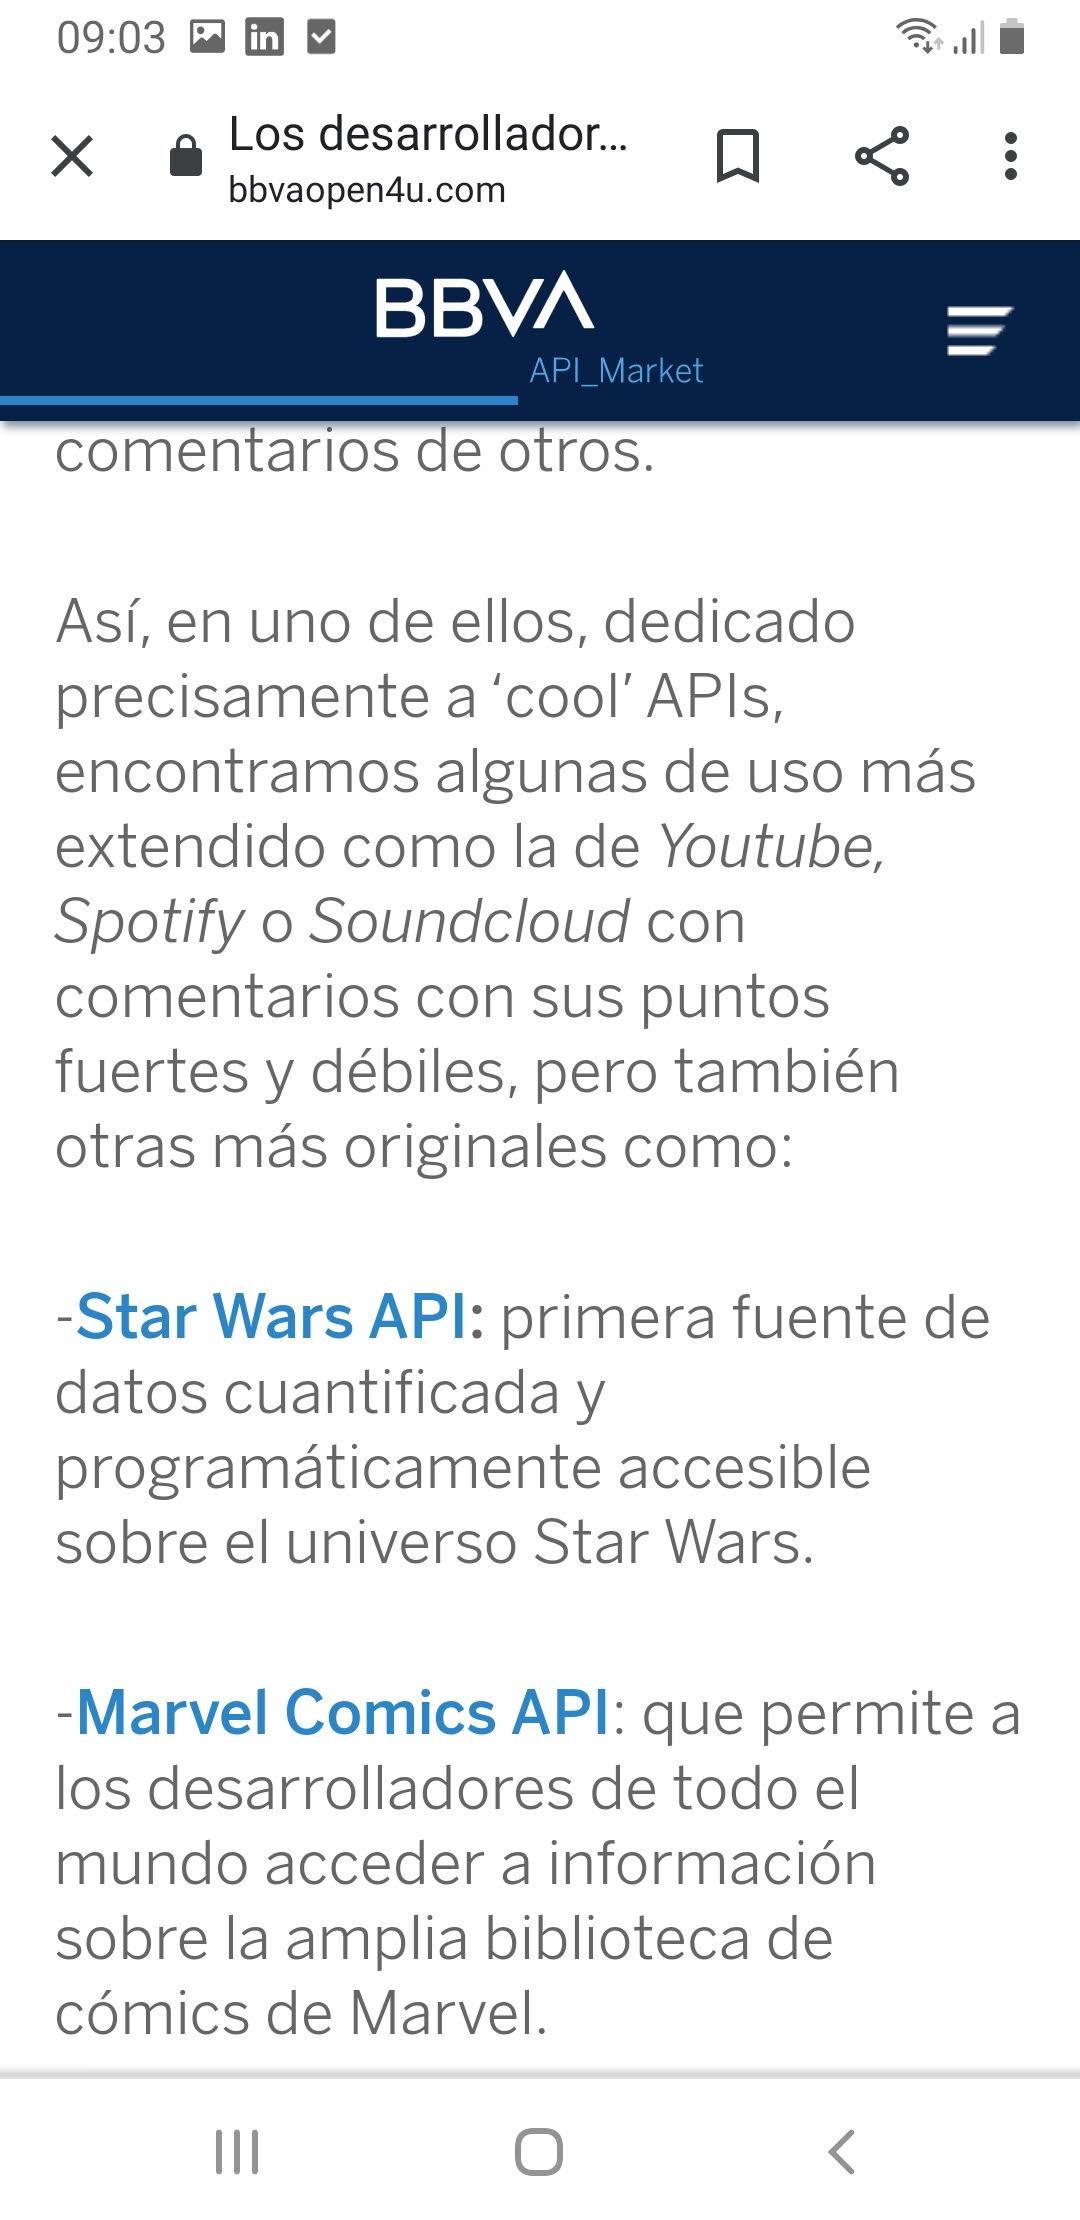 09:03
Los desarrollador...
bbvaopen4u.com
BBVA
API_Market
comentarios de otros.
Así, en uno de ellos, dedicado
precisamente a ‘cool’ APIs,
encontramos algunas de uso más
extendido como la de Youtube,
Spotify o Soundcloud con
comentarios con sus puntos
fuertes y débiles, pero también
otras más originales como:
-Star Wars API: primera fuente de
datos cuantificada y
programáticamente accesible
sobre el universo Star Wars.
-Marvel Comics API: que permite a
los desarrolladores de todo el
mundo acceder a información
sobre la amplia biblioteca de
cómics de Marvel.